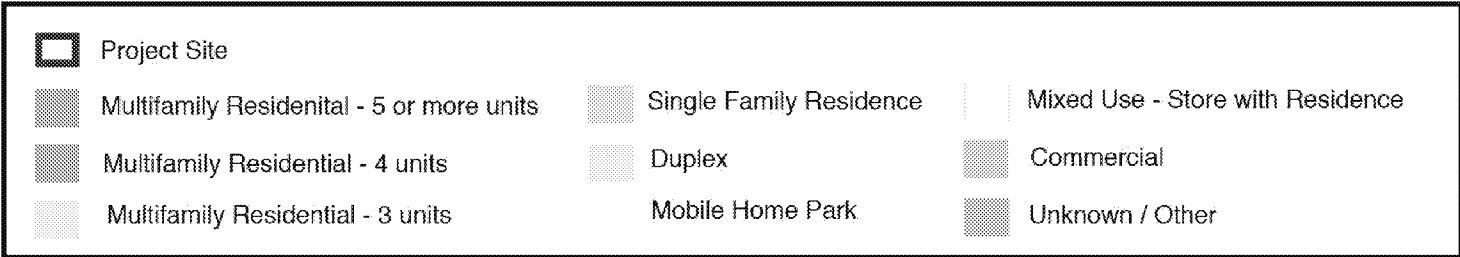 Project Site
Multifamily Residenital - 5 or more units
Multifamily Residential - 4 units
Multifamily Residential - 3 units
Single Family Residence
Duplex
Mobile Home Park
Mixed Use - Store with Residence
Commercial
Unknown / Other